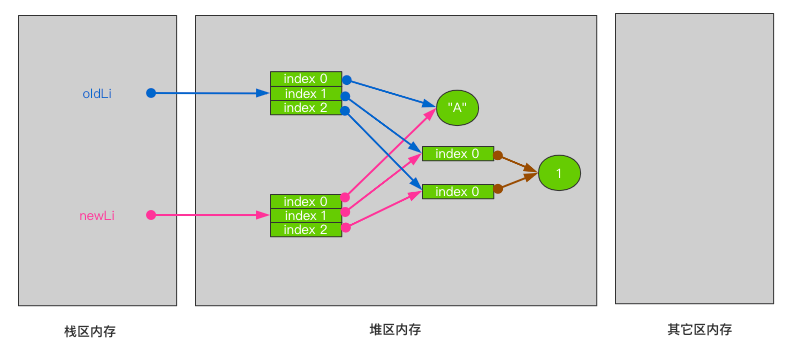 oldLi
index 0
index 1
index 2
"A"
index 0
index 0
1
newLi
index 0
index 1
index 2
栈区内存
堆区内存
其它区内存